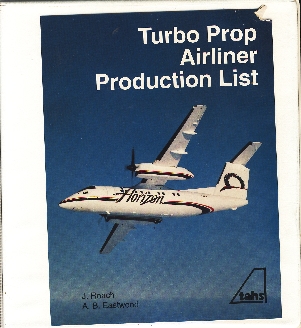 Turbo Prop
Airliner
Production List
Horizon
J. Roach
A. B. Eastwood
tahs